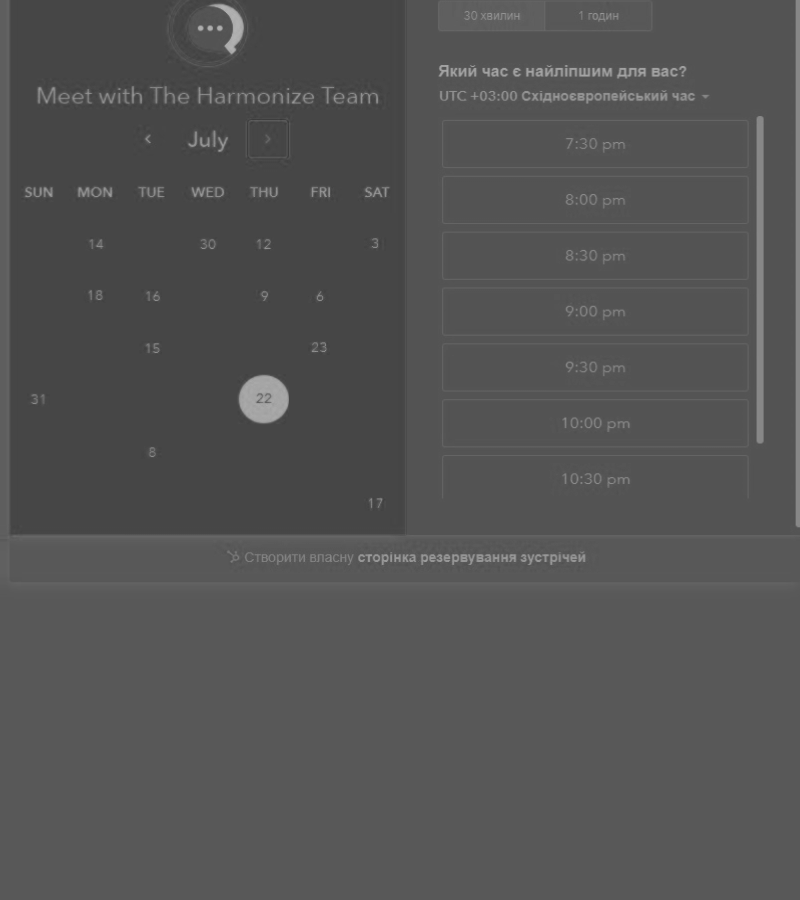 Meet with The Harmonize Team
July
SUN MON TUE WED THU FRI SAT
14 30 12 3
18 16 9 6
15 23
31 22
8
17
30 хвилин 1 годин
Який час є найліпшим для вас?
UTC +03:00 Східноєвропейський час
7:30 pm
8:00 pm
8:30 pm
9:00 pm
9:30 pm
10:00 pm
10:30 pm
Створити власну сторінка резервування зустрічей